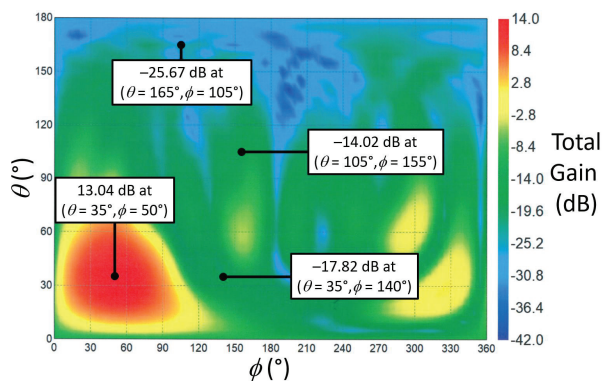 180
150
120
90
60
30
0
θ (°)
0 30 60 90 120 150 180 210 240 270 300 330 360
ϕ (°)
−25.67 dB at
(θ = 165°,ϕ = 105°)
−14.02 dB at
(θ = 105°,ϕ = 155°)
13.04 dB at
(θ = 35°,ϕ = 50°)
−17.82 dB at
(θ = 35°,ϕ = 140°)
14.0
8.4
2.8
-2.8
-8.4
-14.0
-19.6
-25.2
-30.8
-36.4
-42.0
Total
Gain
(dB)